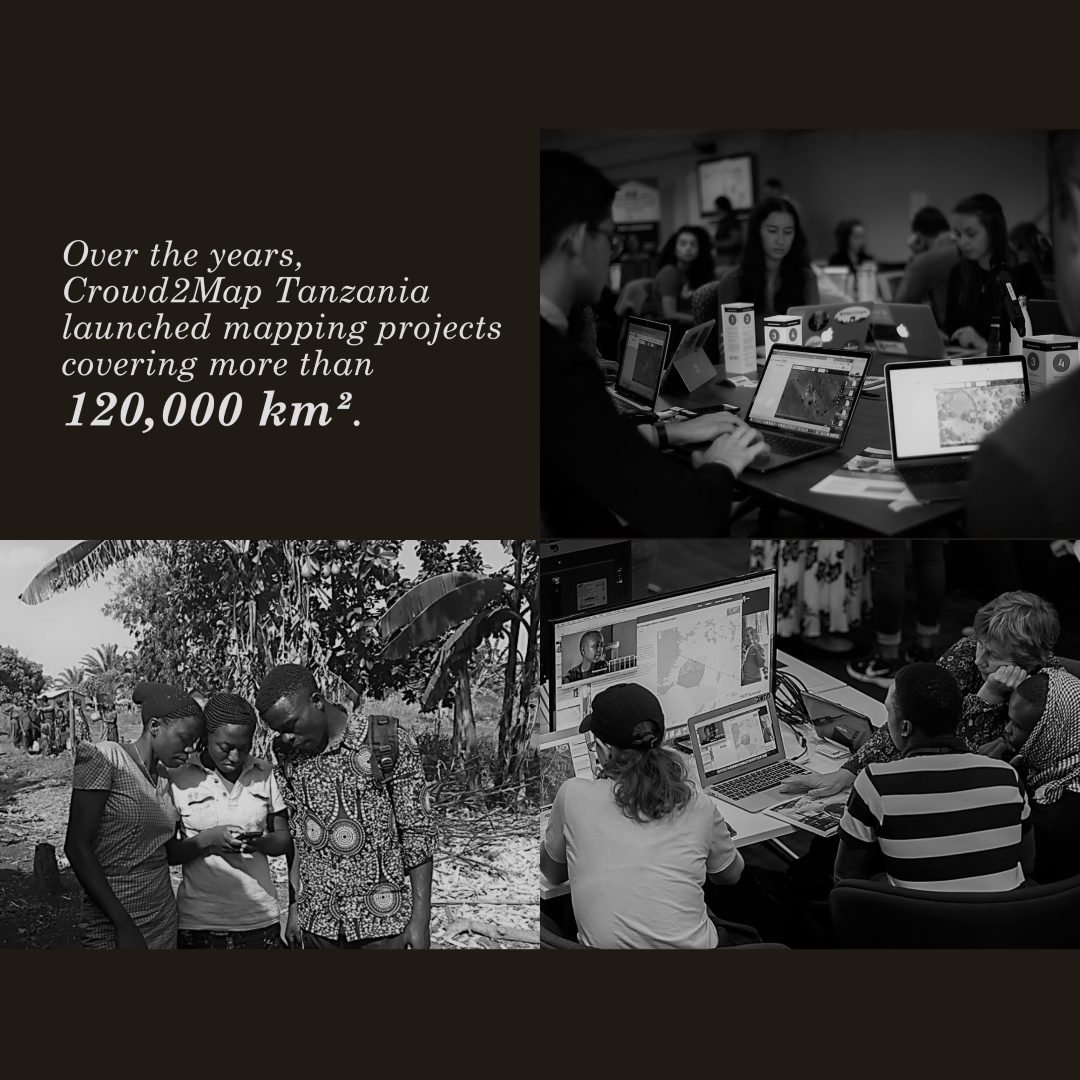 Over the years,
Crowd2Map Tanzania
launched mapping projects
covering more than
120,000 km².